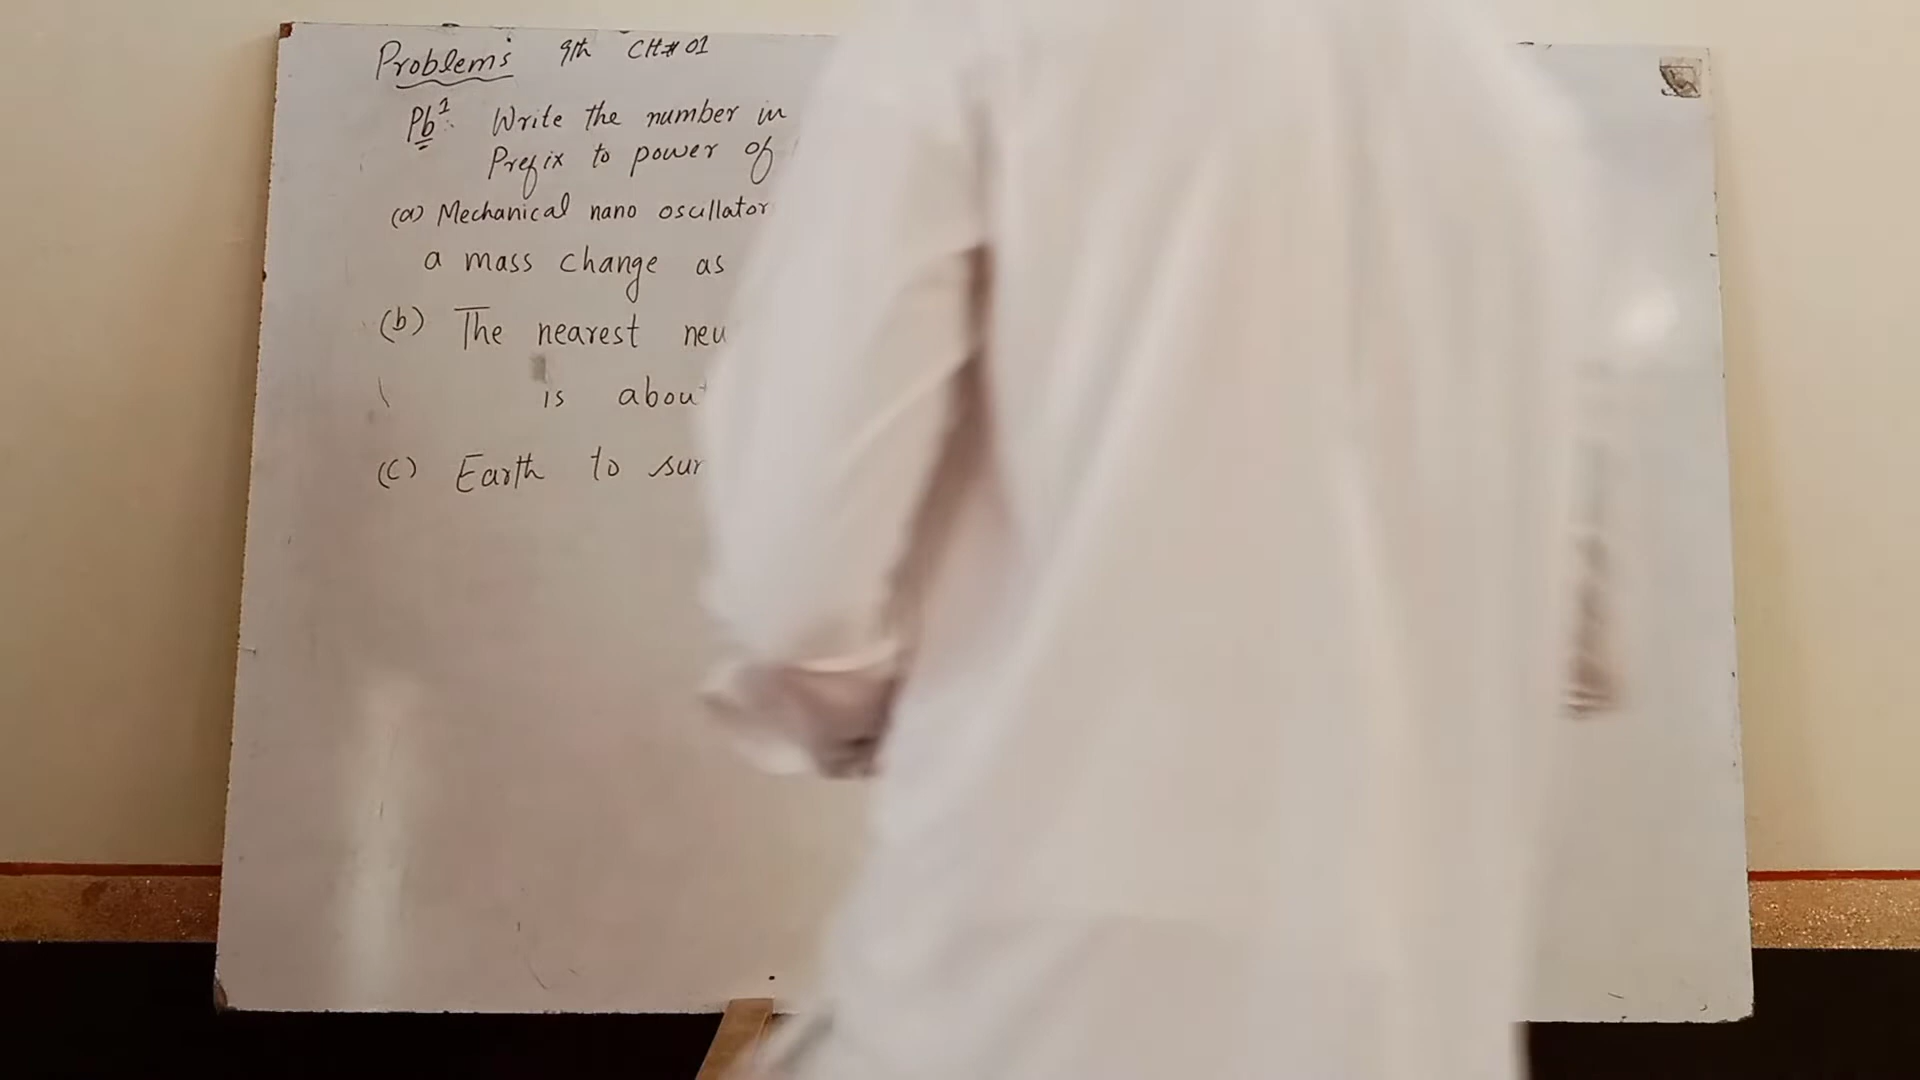 Problems 9th CH# 01
Pb 1: Write the number in
Prefix to power of
(a) Mechanical nano oscillator
a mass change as
(b) The nearest neu
is abou
(c) Earth to